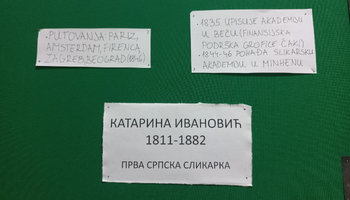 -PUTOVANJA PARIZ,
AMSTERDAM, FIRENCA,
ZAGREB, BEOGRAD
-1835 UPISUJE AKADEMIJU
U BEČU (FINANSIJSKA
PODRŠKA GROFICE ČAKI)
-1844-46 POHAĐA SLIKARSKU
AKADEMIJU U MINHENU
КАТАРИНА ИВАНОВИЋ
1811-1882
ПРВА СРПСКА СЛИКАРКА